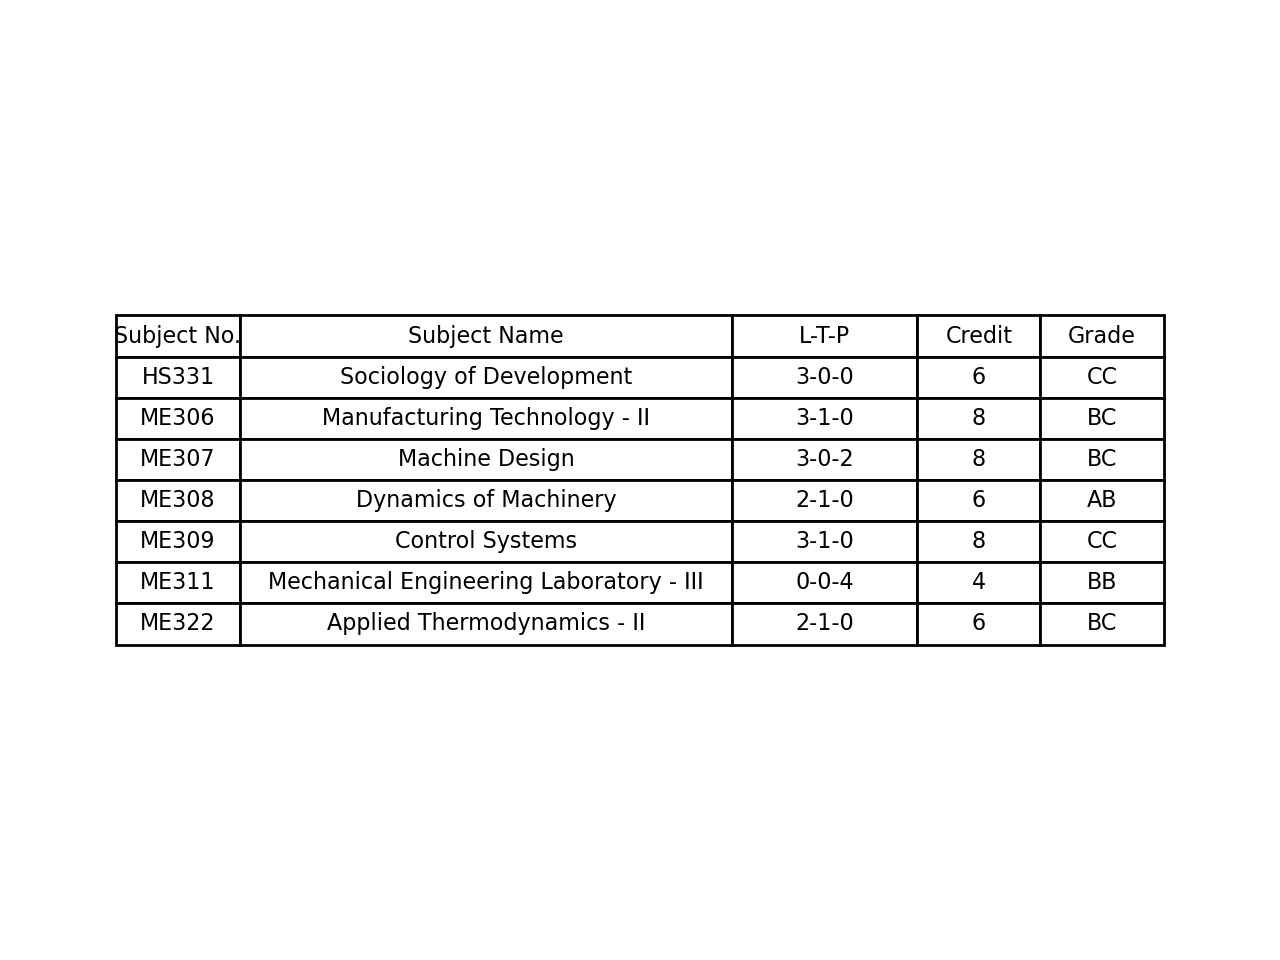 Subject No. Subject Name L-T-P Credit Grade
HS331 Sociology of Development 3-0-0 6 CC
ME306 Manufacturing Technology - II 3-1-0 8 BC
ME307 Machine Design 3-0-2 8 BC
ME308 Dynamics of Machinery 2-1-0 6 AB
ME309 Control Systems 3-1-0 8 CC
ME311 Mechanical Engineering Laboratory - III 0-0-4 4 BB
ME322 Applied Thermodynamics - II 2-1-0 6 BC